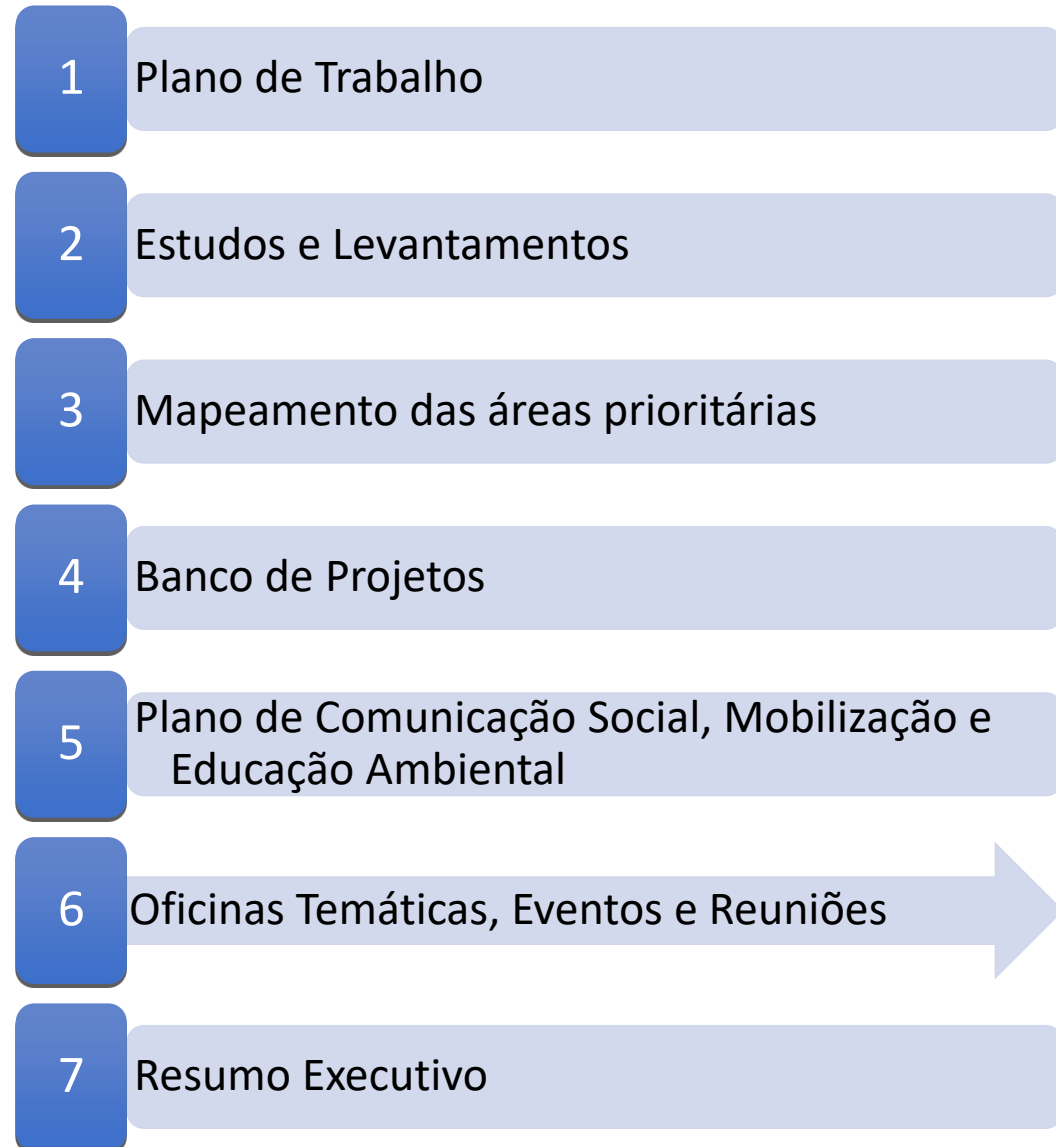 1 Plano de Trabalho
2 Estudos e Levantamentos
3 Mapeamento das áreas prioritárias
4 Banco de Projetos
5 Plano de Comunicação Social, Mobilização e
Educação Ambiental
6 Oficinas Temáticas, Eventos e Reuniões
7 Resumo Executivo